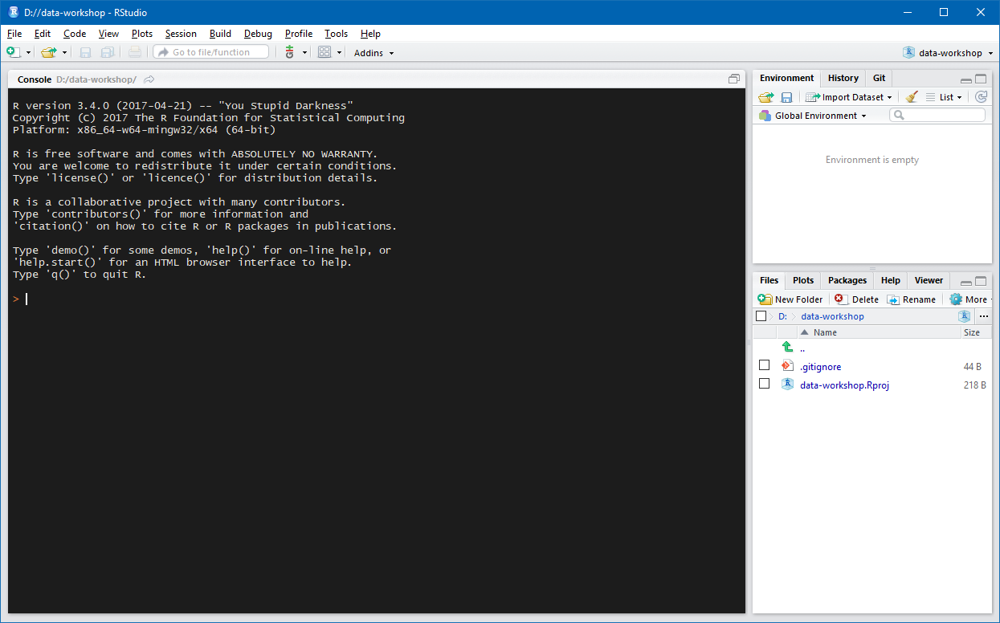 D://data-workshop - RStudio
File Edit Code View Plots Session Build Debug Profile Tools Help
Go to file/function Addins data-workshop
Console D:/data-workshop/
R version 3.4.0 (2017-04-21) -- "You Stupid Darkness"
Copyright (C) 2017 The R Foundation for Statistical Computing
Platform: x86_64-w64-mingw32/x64 (64-bit)
R is free software and comes with ABSOLUTELY NO WARRANTY.
You are welcome to redistribute it under certain conditions.
Type 'license()' or 'licence()' for distribution details.
R is a collaborative project with many contributors.
Type 'contributors()' for more information and
'citation()' on how to cite R or R packages in publications.
Type 'demo()' for some demos, 'help()' for on-line help, or
'help.start()' for an HTML browser interface to help.
Type 'q()' to quit R.
>
Environment History Git
Import Dataset List
Global Environment
Environment is empty
Files Plots Packages Help Viewer
New Folder Delete Rename More
D: data-workshop ...
Name Size
..
.gitignore 44 B
data-workshop.Rproj 218 B